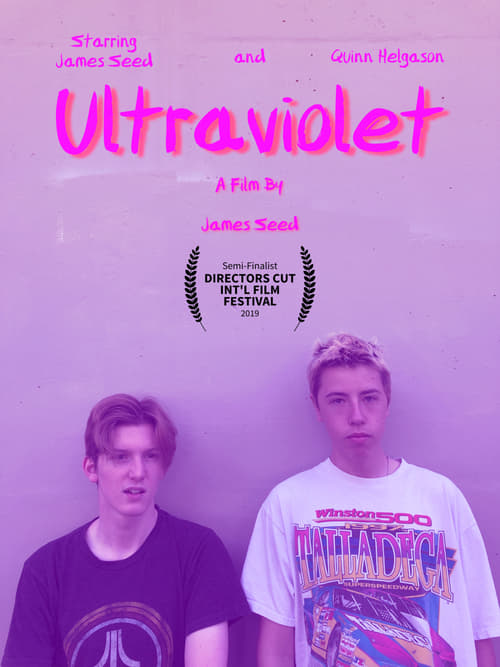 Starring
James Seed
and
Quinn Helgason
Ultraviolet
A Film By
James Seed
Semi-Finalist
DIRECTORS CUT
INT'L FILM
FESTIVAL
2019
Winston 500
1997
TALLADEGA
SUPERSPEEDWAY